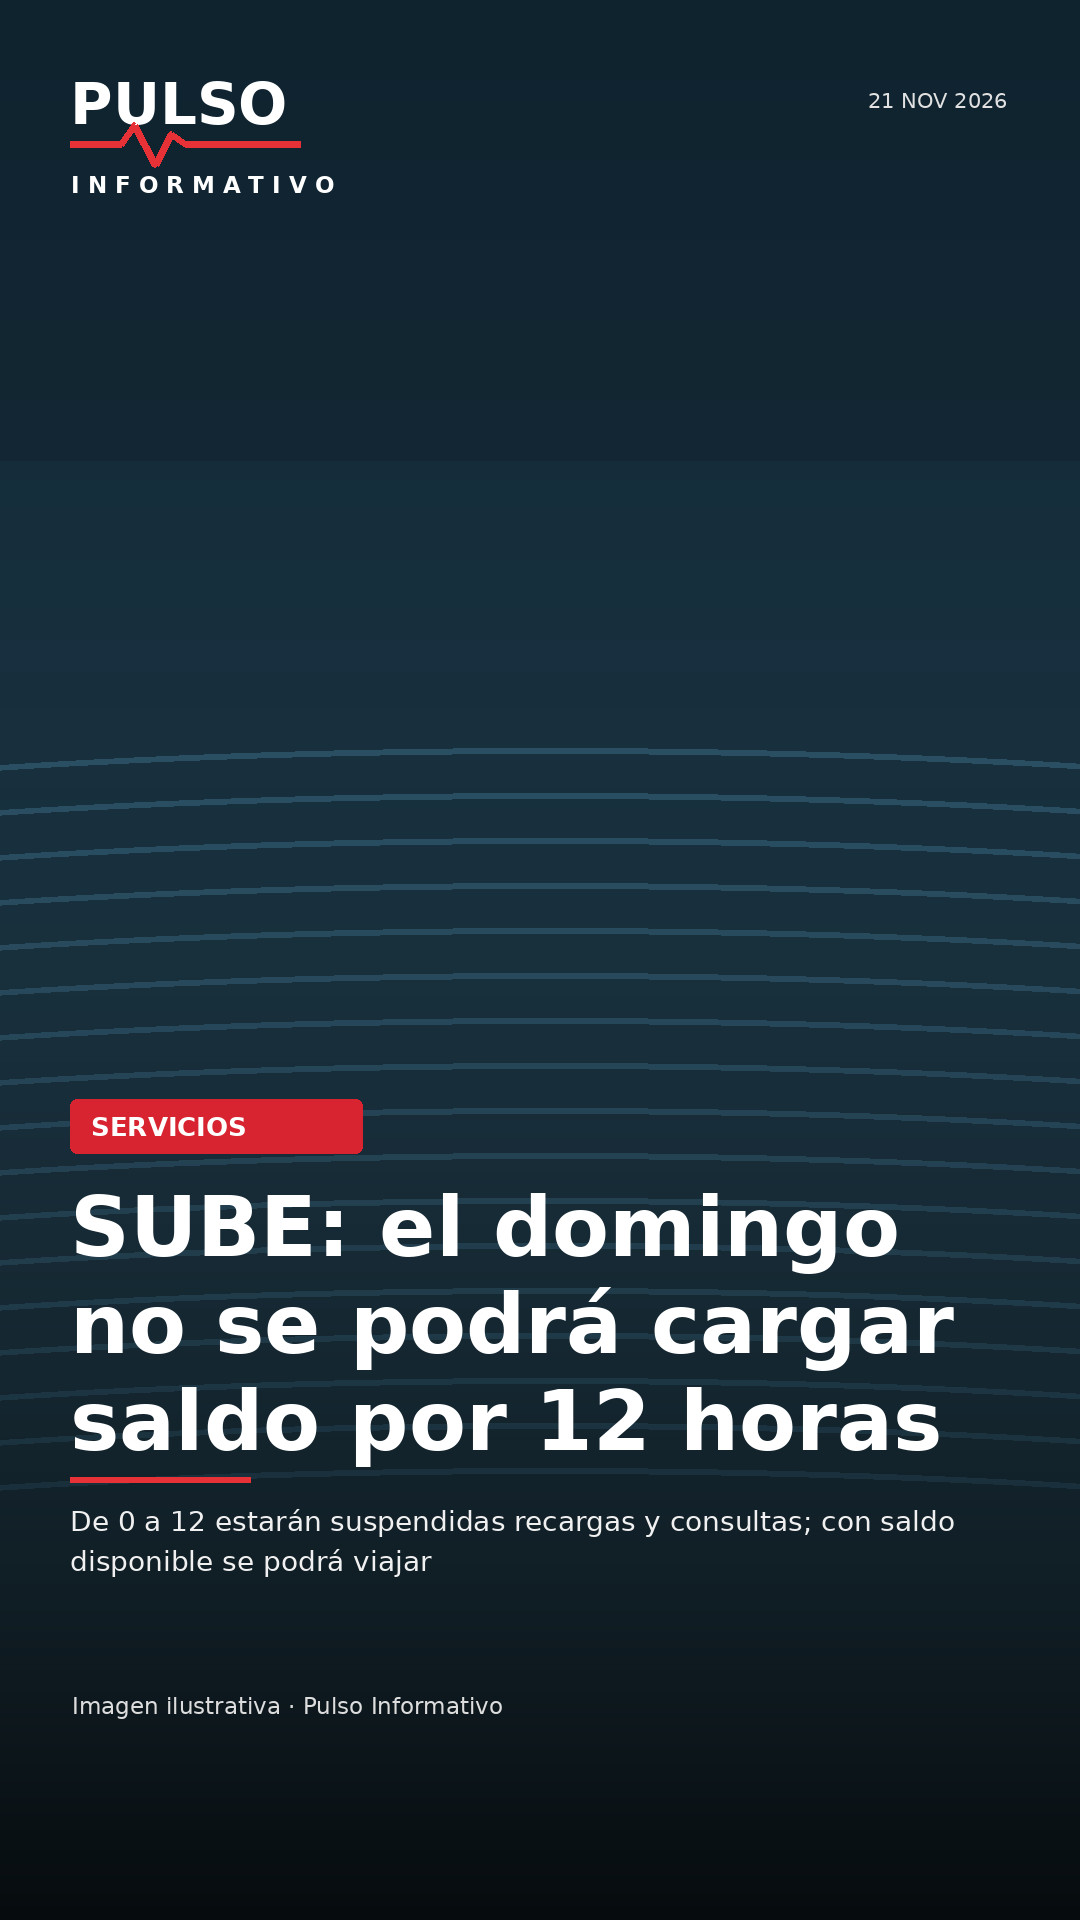 PULSO
INFORMATIVO
21 NOV 2026
SERVICIOS
SUBE: el domingo
no se podrá cargar
saldo por 12 horas
De 0 a 12 estarán suspendidas recargas y consultas; con saldo
disponible se podrá viajar
Imagen ilustrativa · Pulso Informativo